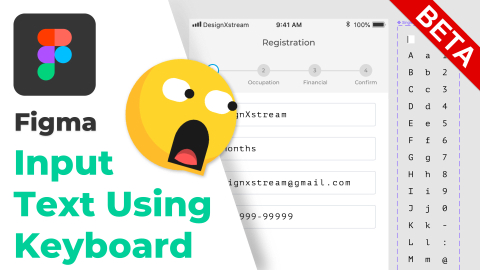 Figma
Input
Text Using
Keyboard
DesignXstream
9:41 AM
100%
Registration
2
3
4
Occupation
Financial
Confirm
gnXstream
onths
ignxstream@gmail.com
999-99999
BETA
A a
B b 2
C c 3
D d 4
E e 5
F f 6
G g 7
H h 8
I i 9
J j 0
K k -
L l :
M m @